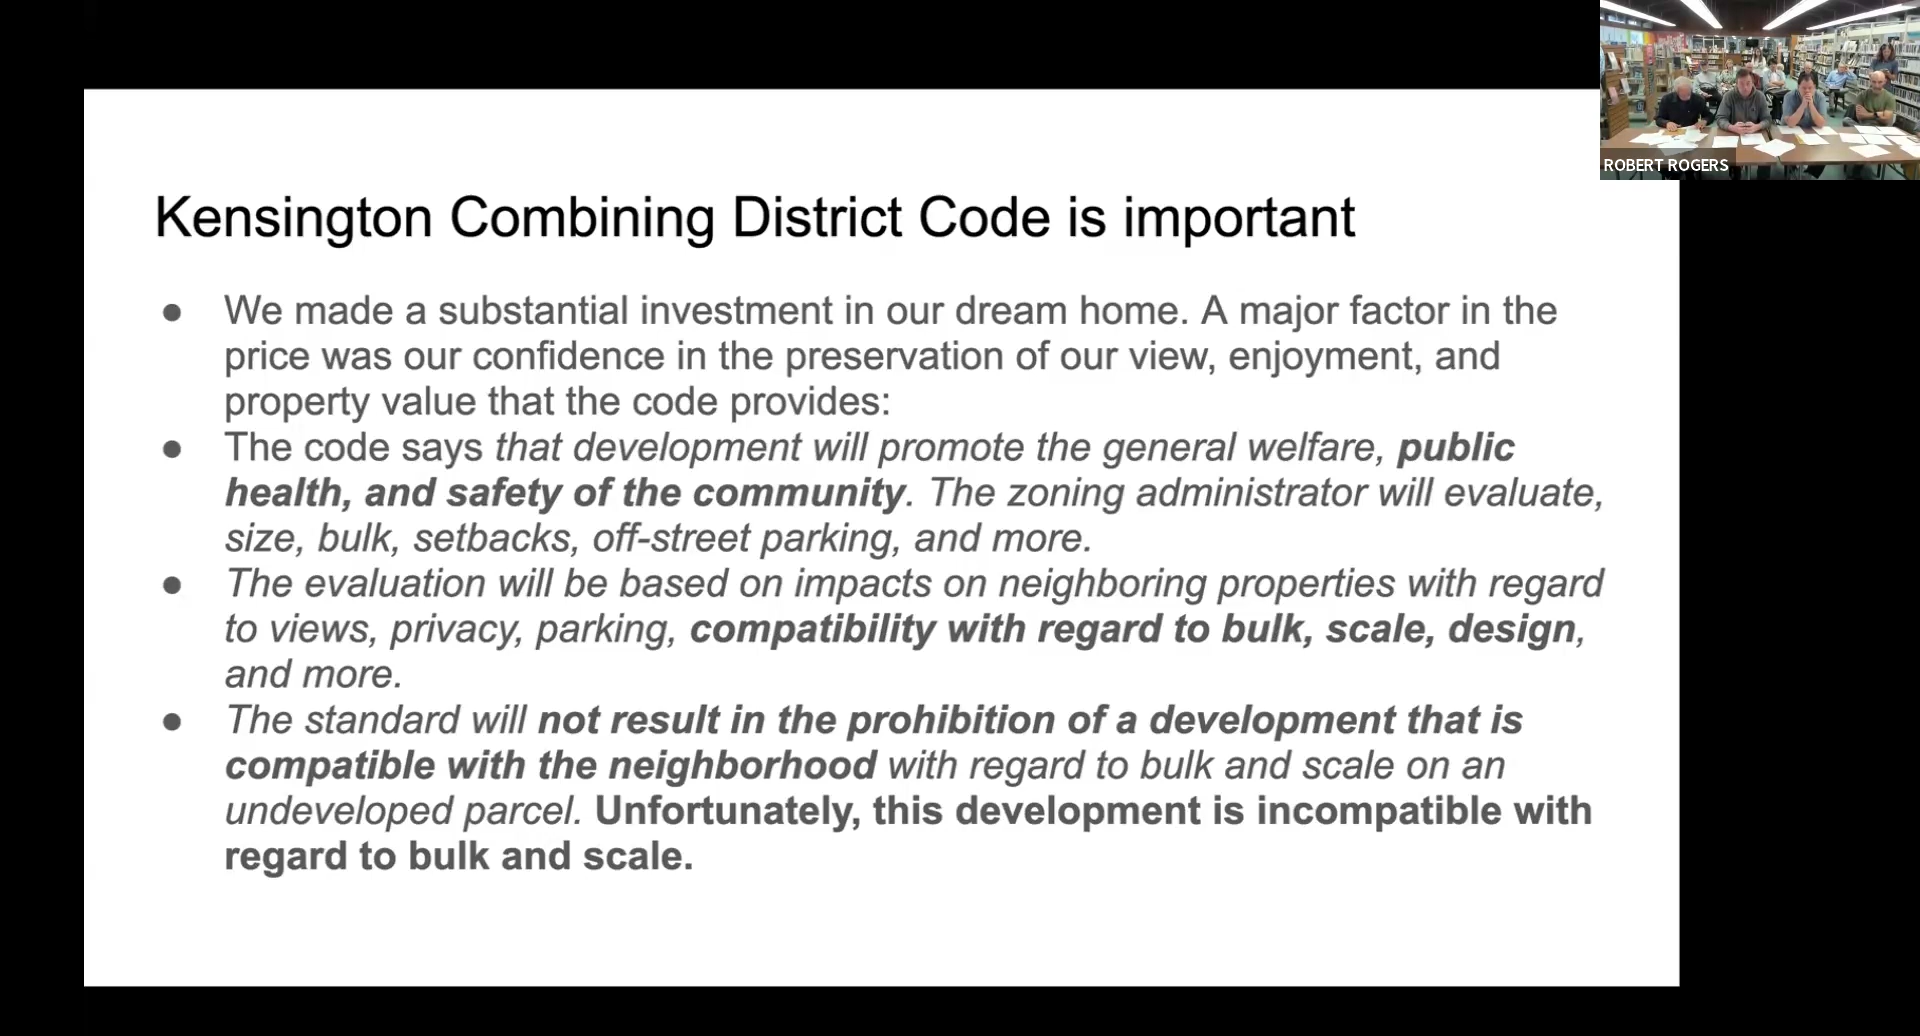 ROBERT ROGERS
Kensington Combining District Code is important
● We made a substantial investment in our dream home. A major factor in the
price was our confidence in the preservation of our view, enjoyment, and
property value that the code provides:
● The code says that development will promote the general welfare, public
health, and safety of the community. The zoning administrator will evaluate,
size, bulk, setbacks, off-street parking, and more.
● The evaluation will be based on impacts on neighboring properties with regard
to views, privacy, parking, compatibility with regard to bulk, scale, design,
and more.
● The standard will not result in the prohibition of a development that is
compatible with the neighborhood with regard to bulk and scale on an
undeveloped parcel. Unfortunately, this development is incompatible with
regard to bulk and scale.